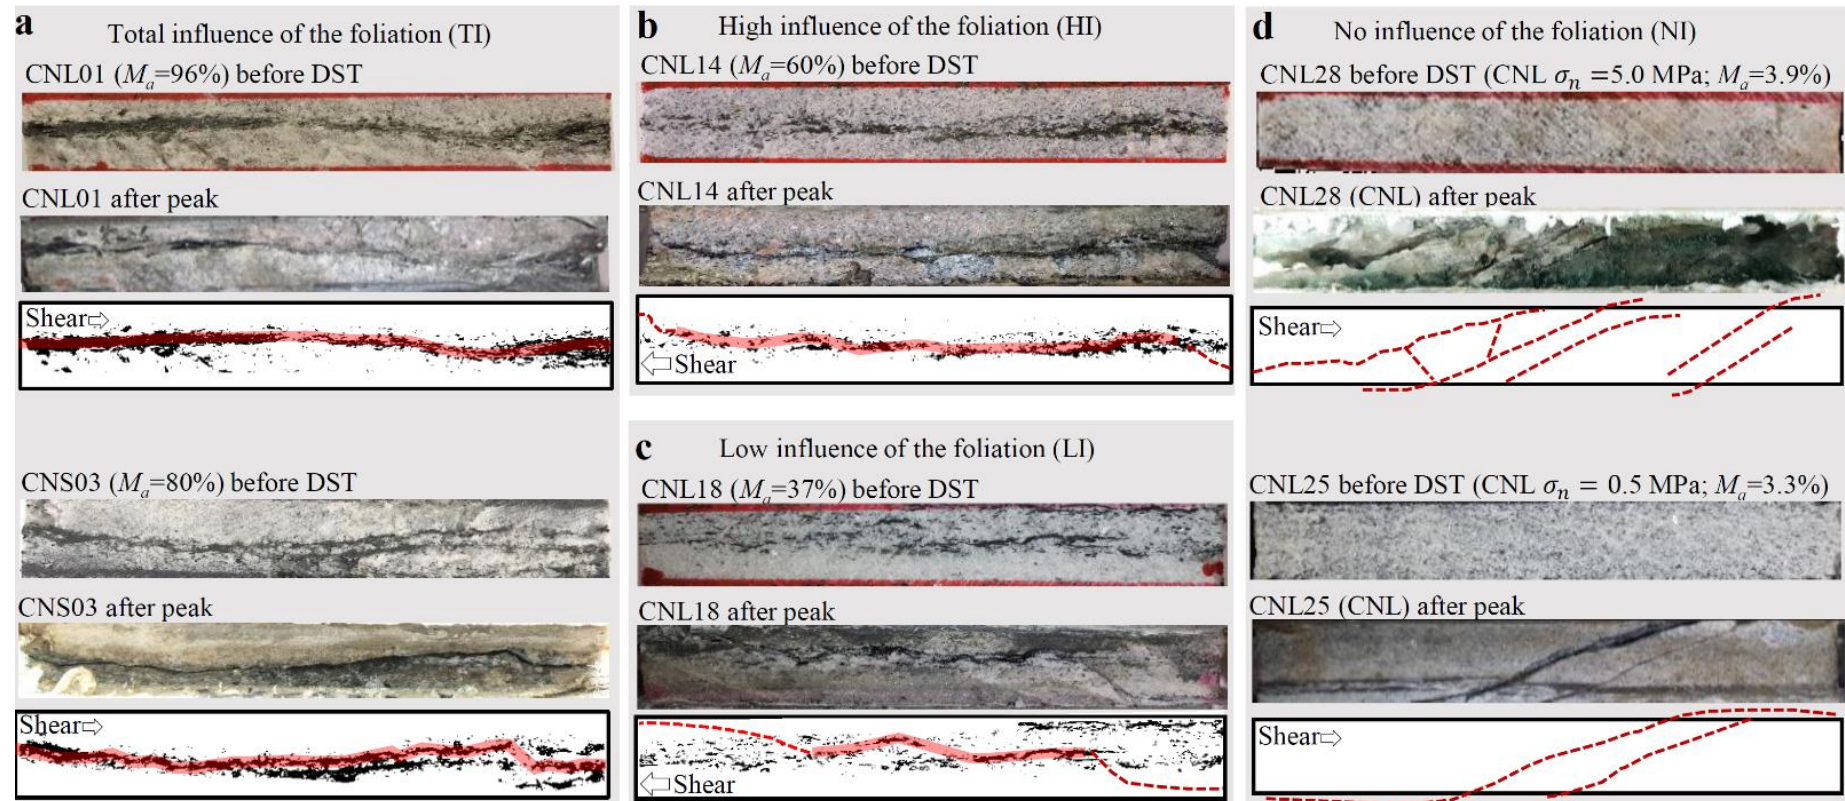 a
Total influence of the foliation (TI)
CNL01 (Mₐ=96%) before DST
CNL01 after peak
Shear⇨
CNS03 (Mₐ=80%) before DST
CNS03 after peak
Shear⇨
b
High influence of the foliation (HI)
CNL14 (Mₐ=60%) before DST
CNL14 after peak
⇦Shear
c
Low influence of the foliation (LI)
CNL18 (Mₐ=37%) before DST
CNL18 after peak
⇦Shear
d
No influence of the foliation (NI)
CNL28 before DST (CNL σₙ =5.0 MPa; Mₐ=3.9%)
CNL28 (CNL) after peak
Shear⇨
CNL25 before DST (CNL σₙ = 0.5 MPa; Mₐ=3.3%)
CNL25 (CNL) after peak
Shear⇨